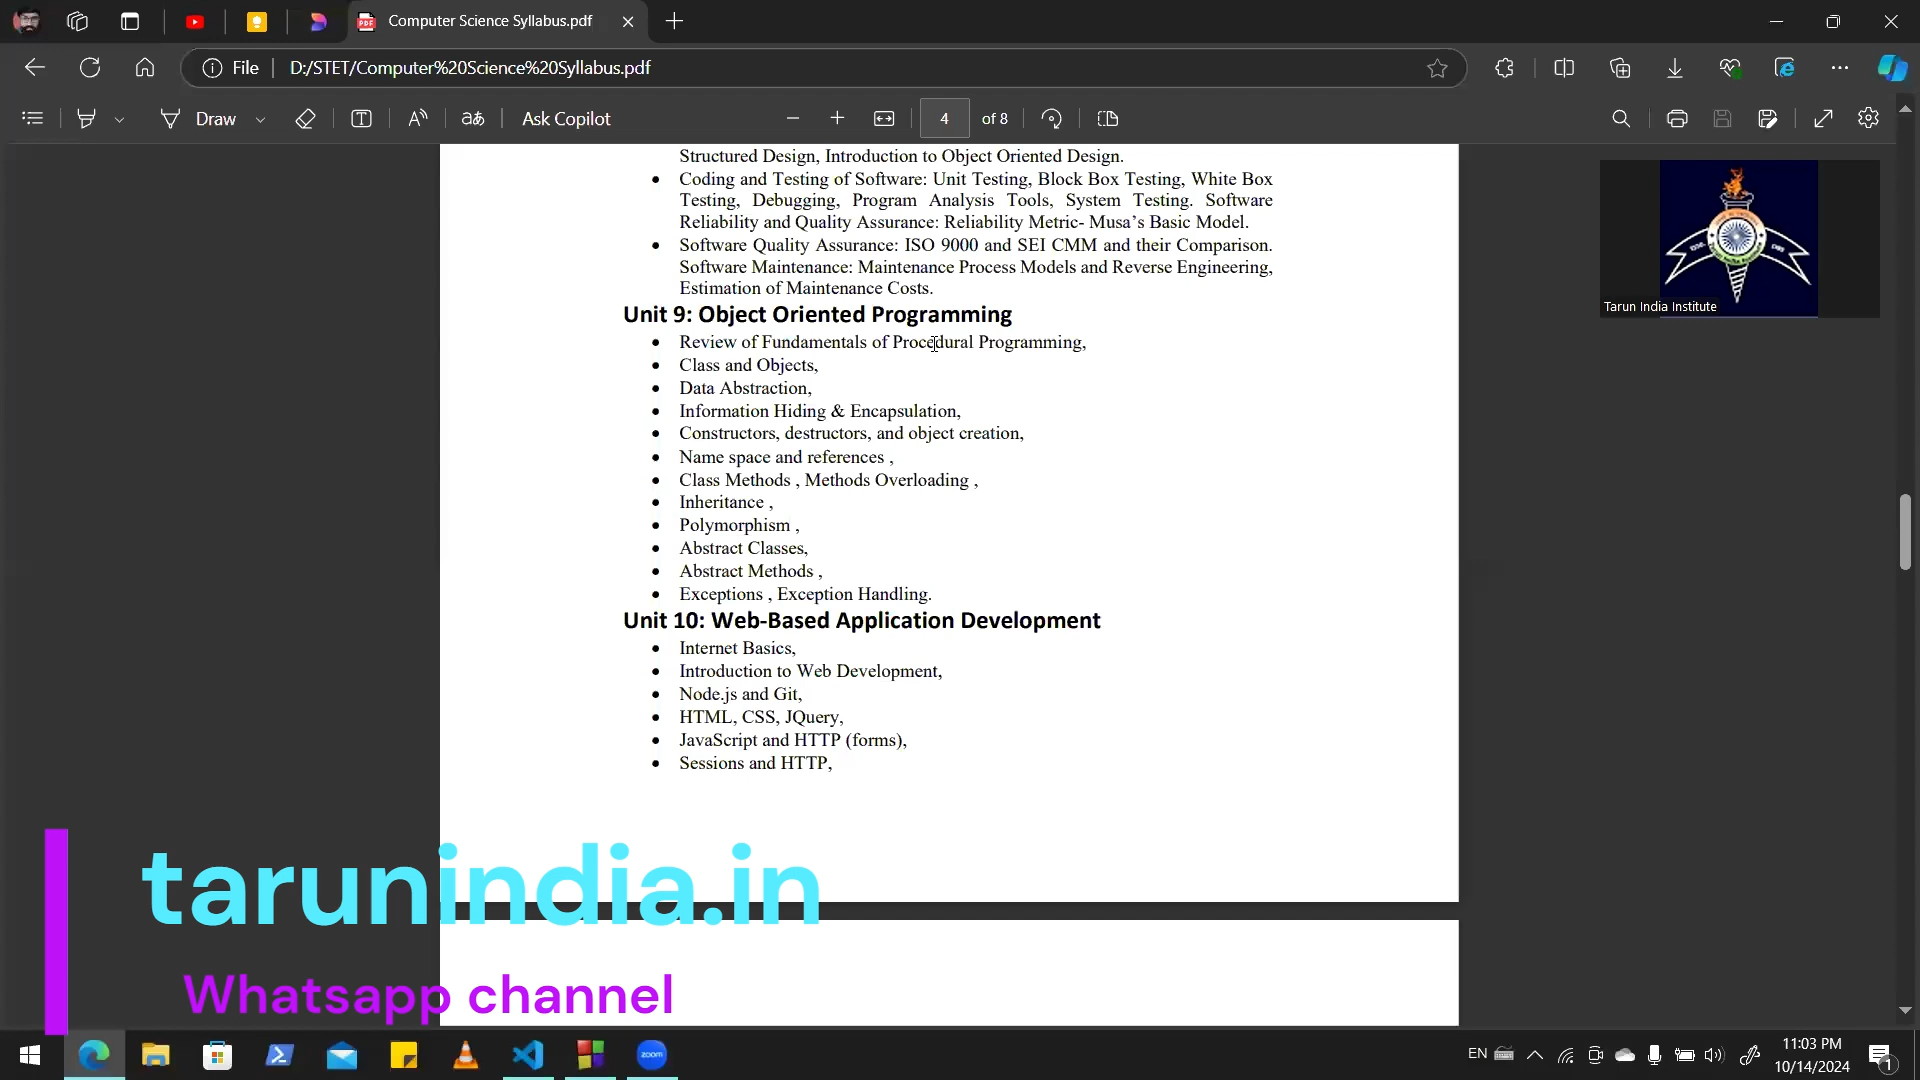 Computer Science Syllabus.pdf
File
D:/STET/Computer%20Science%20Syllabus.pdf
Draw
Ask Copilot
4 of 8
Structured Design, Introduction to Object Oriented Design.
• Coding and Testing of Software: Unit Testing, Block Box Testing, White Box
Testing, Debugging, Program Analysis Tools, System Testing. Software
Reliability and Quality Assurance: Reliability Metric- Musa’s Basic Model.
• Software Quality Assurance: ISO 9000 and SEI CMM and their Comparison.
Software Maintenance: Maintenance Process Models and Reverse Engineering,
Estimation of Maintenance Costs.
Unit 9: Object Oriented Programming
• Review of Fundamentals of Procedural Programming,
• Class and Objects,
• Data Abstraction,
• Information Hiding & Encapsulation,
• Constructors, destructors, and object creation,
• Name space and references ,
• Class Methods , Methods Overloading ,
• Inheritance ,
• Polymorphism ,
• Abstract Classes,
• Abstract Methods ,
• Exceptions , Exception Handling.
Unit 10: Web-Based Application Development
• Internet Basics,
• Introduction to Web Development,
• Node.js and Git,
• HTML, CSS, JQuery,
• JavaScript and HTTP (forms),
• Sessions and HTTP,
Tarun India Institute
tarunindia.in
Whatsapp channel
zoom
EN
11:03 PM
10/14/2024
1